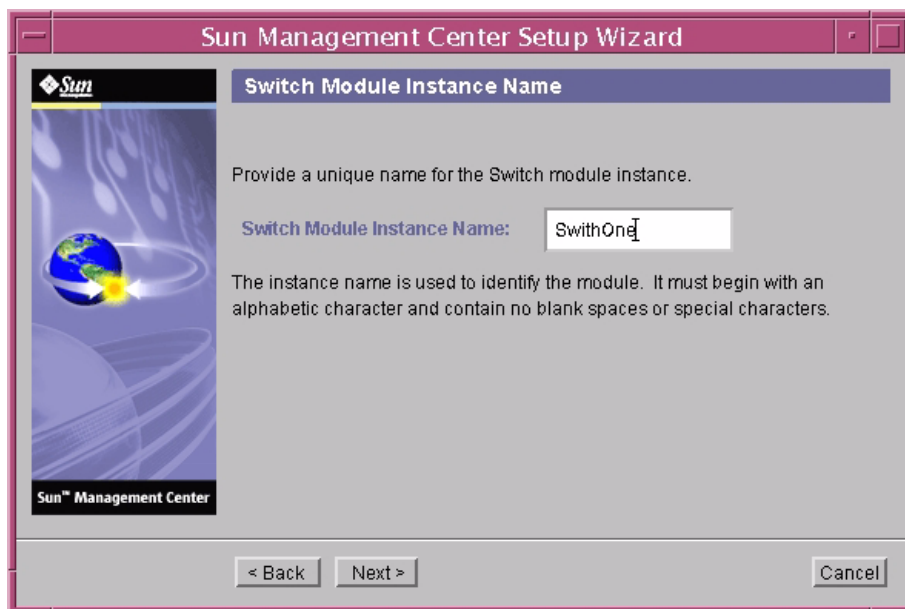 Sun Management Center Setup Wizard
Sun
Switch Module Instance Name
Provide a unique name for the Switch module instance.
Switch Module Instance Name: SwithOne
The instance name is used to identify the module. It must begin with an
alphabetic character and contain no blank spaces or special characters.
Sun™ Management Center
< Back Next > Cancel